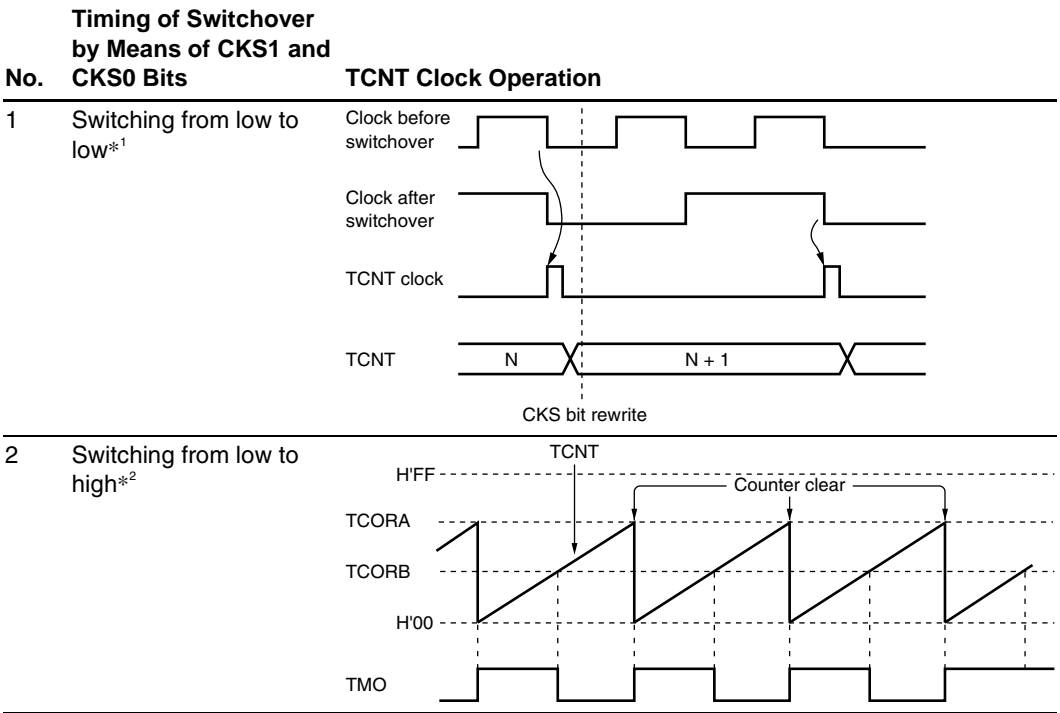 Timing of Switchover
by Means of CKS1 and
No. CKS0 Bits TCNT Clock Operation
1 Switching from low to
low*1
Clock before
switchover
Clock after
switchover
TCNT clock
TCNT N N + 1
CKS bit rewrite
2 Switching from low to
high*2
TCNT
H'FF
Counter clear
TCORA
TCORB
H'00
TMO